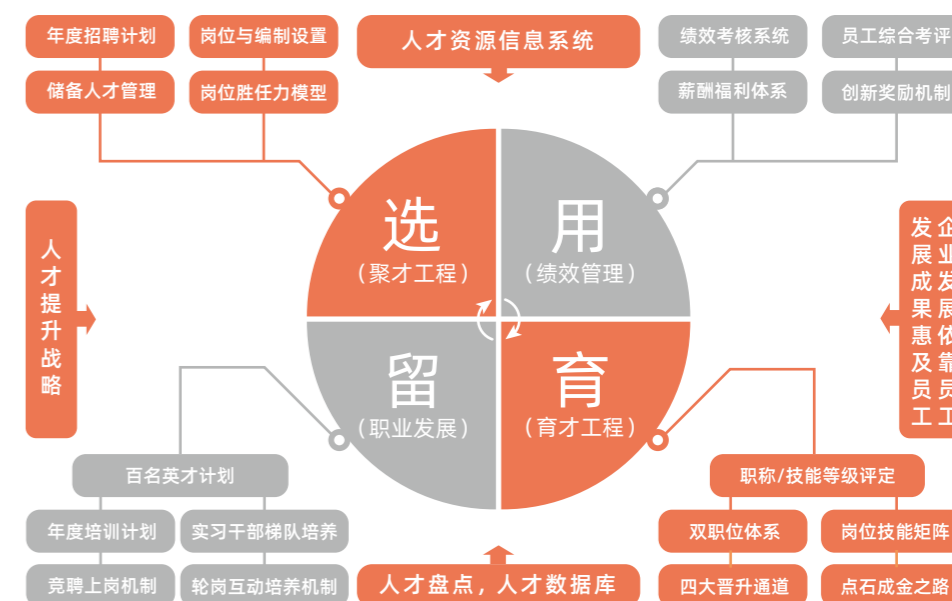 年度招聘计划
岗位与编制设置
储备人才管理
岗位胜任力模型
人才资源信息系统
绩效考核系统
员工综合考评
薪酬福利体系
创新奖励机制
人才提升战略
选
(聚才工程)
用
(绩效管理)
留
(职业发展)
育
(育才工程)
企业发展依靠员工
发展成果惠及员工
百名英才计划
年度培训计划
实习干部梯队培养
竞聘上岗机制
轮岗互动培养机制
人才盘点,人才数据库
职称/技能等级评定
双职位体系
岗位技能矩阵
四大晋升通道
点石成金之路